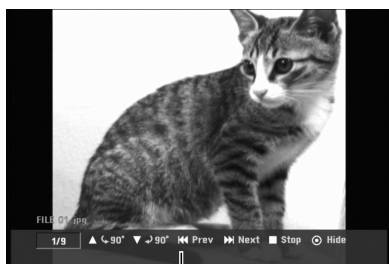 FILE 01.jpg
1/9 ▲ ⤹90° ▼ ⤸90° ⏮ Prev ⏭ Next ■ Stop ⊙ Hide